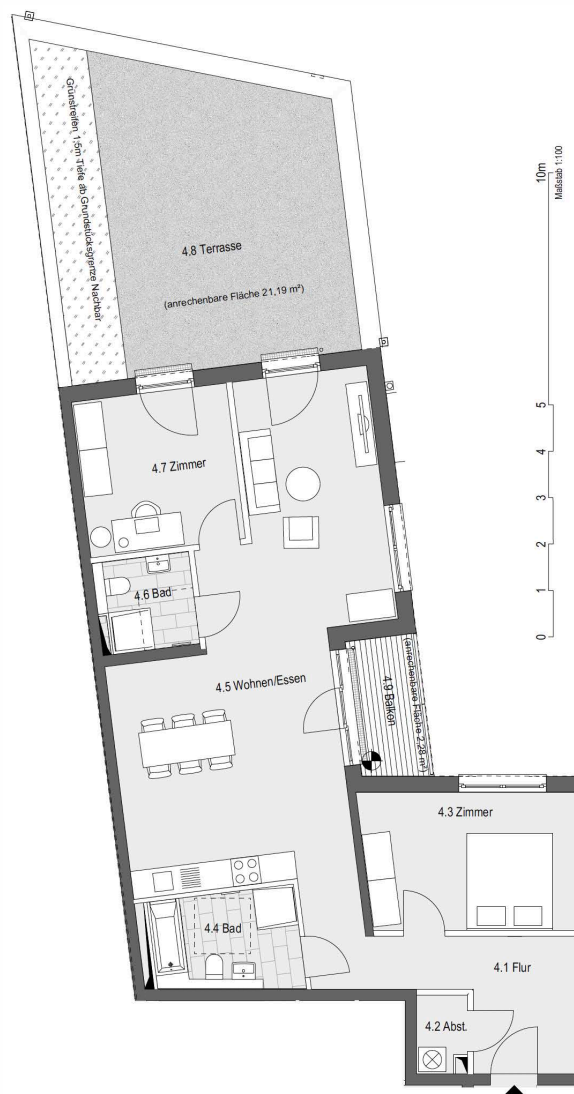 Grünstreifen 1,5m Tiefe ab Grundstücksgrenze Nachbar
4.8 Terrasse
(anrechenbare Fläche 21,19 m²)
10m
Maßstab 1:100
5
4
3
2
1
0
4.7 Zimmer
4.6 Bad
4.5 Wohnen/Essen
4.9 Balkon
(anrechenbare Fläche 2,28 m²)
4.3 Zimmer
4.4 Bad
4.1 Flur
4.2 Abst.